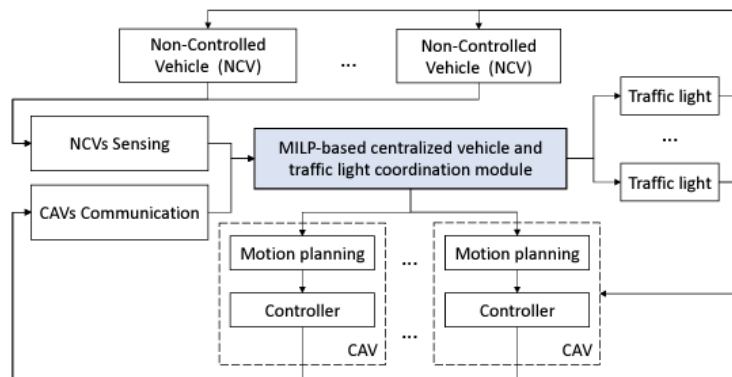 Non-Controlled
Vehicle (NCV)
...
Non-Controlled
Vehicle (NCV)
Traffic light
...
Traffic light
NCVs Sensing
MILP-based centralized vehicle and
traffic light coordination module
CAVs Communication
Motion planning
...
Motion planning
Controller
...
Controller
CAV
CAV